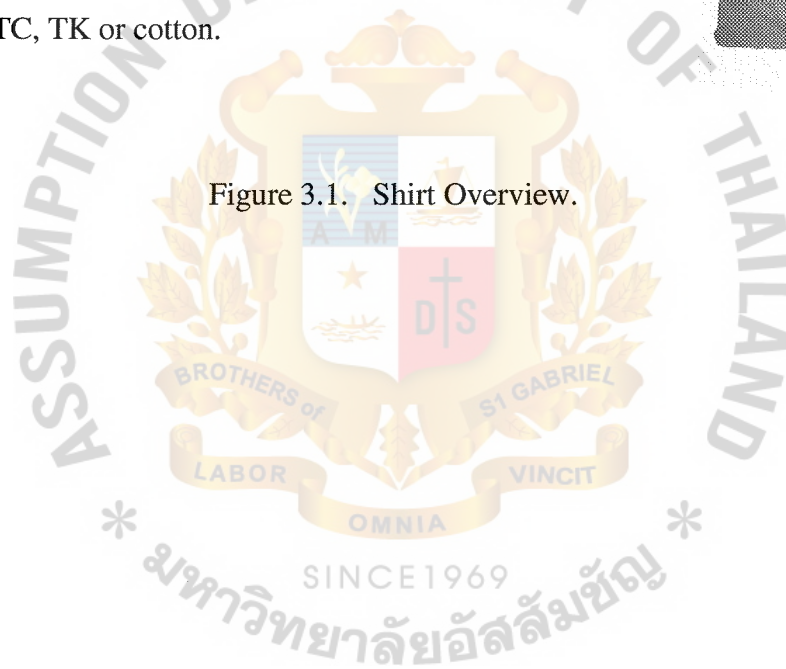 TC, TK or cotton.
OF
ASSUMPTION
THAILAND
Figure 3.1. Shirt Overview.
A M
D S
BROTHERS of
ST GABRIEL
LABOR
VINCIT
OMNIA
* *
SINCE1969
มหาวิทยาลัยอัสสัมชัญ